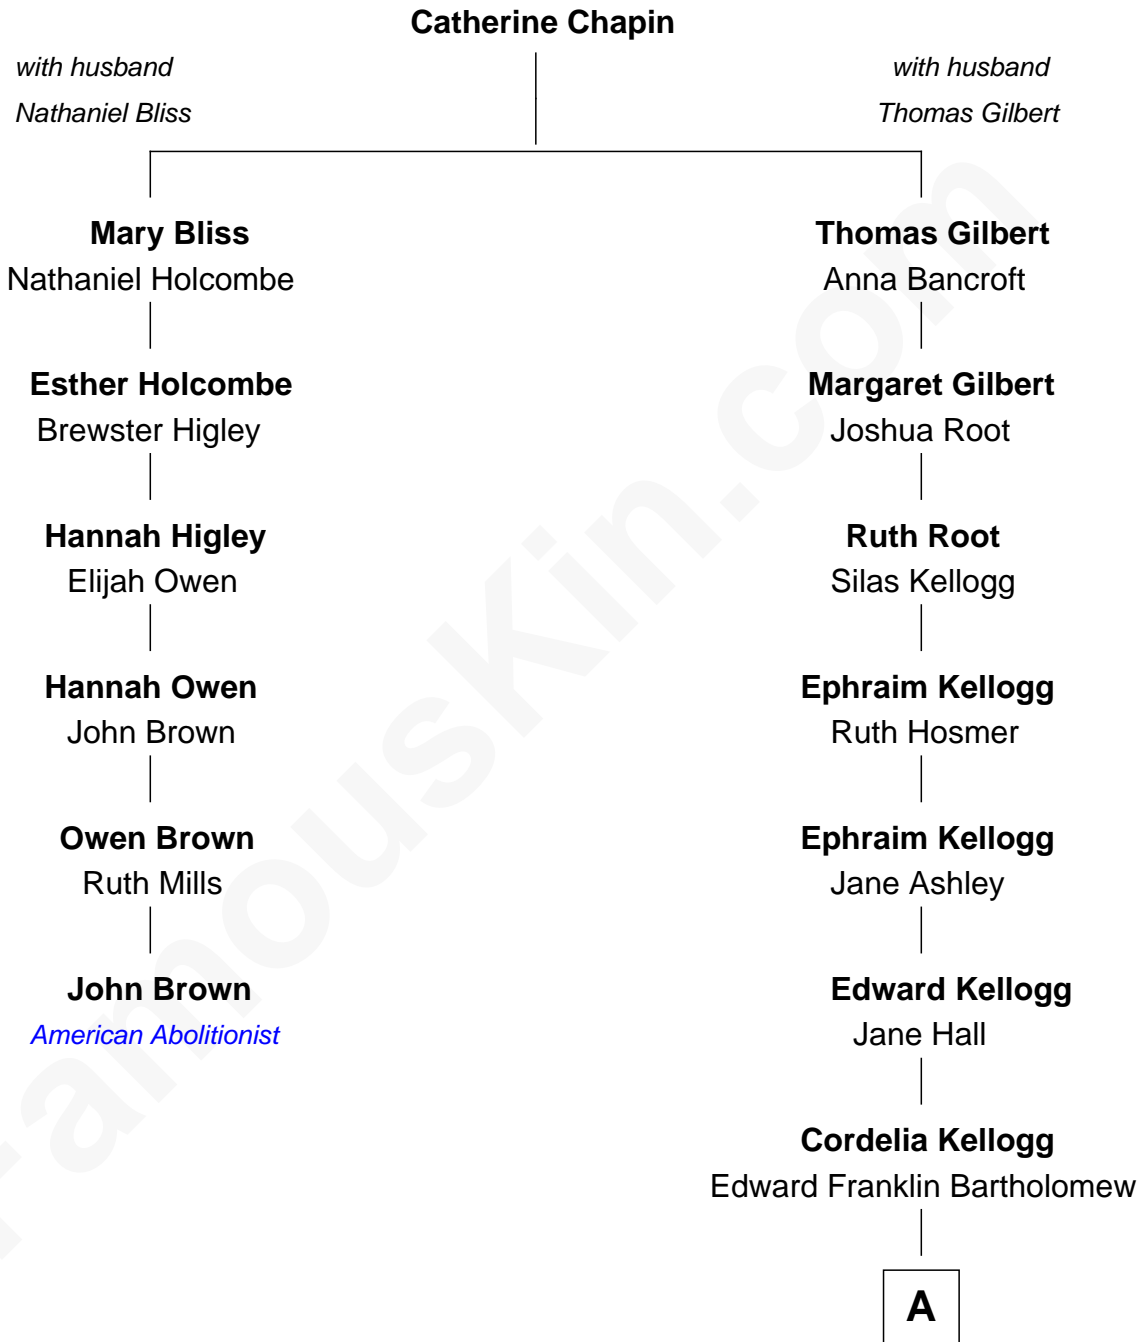 Catherine Chapin
with husband
Nathaniel Bliss
with husband
Thomas Gilbert
Mary Bliss
Nathaniel Holcombe
Esther Holcombe
Brewster Higley
Hannah Higley
Elijah Owen
Hannah Owen
John Brown
Owen Brown
Ruth Mills
John Brown
American Abolitionist
Thomas Gilbert
Anna Bancroft
Margaret Gilbert
Joshua Root
Ruth Root
Silas Kellogg
Ephraim Kellogg
Ruth Hosmer
Ephraim Kellogg
Jane Ashley
Edward Kellogg
Jane Hall
Cordelia Kellogg
Edward Franklin Bartholomew
A
FamousKin.com